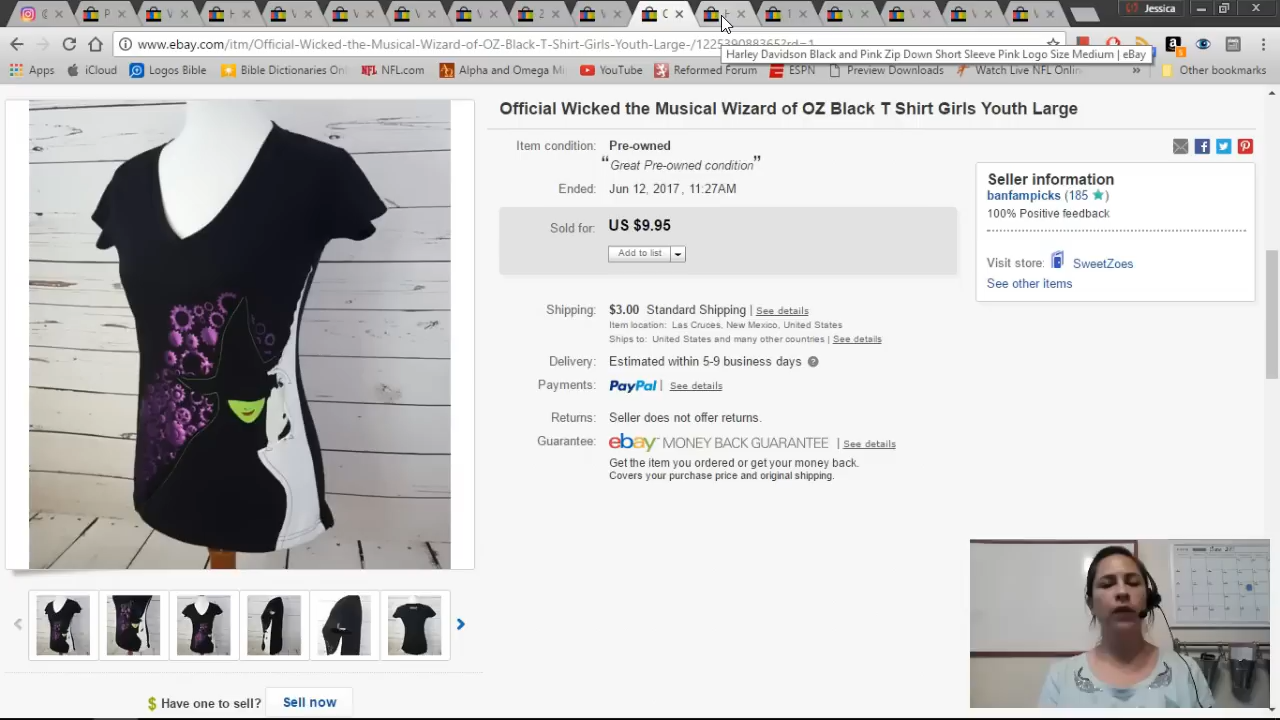 Jessica
www.ebay.com/itm/Official-Wicked-the-Musical-Wizard-of-OZ-Black-T-Shirt-Girls-Youth-Large-/122539088365?rd=1
Harley Davidson Black and Pink Zip Down Short Sleeve Pink Logo Size Medium | eBay
Apps
iCloud
Logos Bible
Bible Dictionaries On
NFL.com
Alpha and Omega Mi
YouTube
Reformed Forum
ESPN
Preview Downloads
Watch Live NFL Onlin
»
Other bookmarks
Official Wicked the Musical Wizard of OZ Black T Shirt Girls Youth Large
Item condition: Pre-owned
“Great Pre-owned condition”
Ended: Jun 12, 2017 , 11:27AM
Sold for: US $9.95
Add to list
Shipping: $3.00 Standard Shipping | See details
Item location: Las Cruces, New Mexico, United States
Ships to: United States and many other countries | See details
Delivery: Estimated within 5-9 business days
Payments: PayPal | See details
Returns: Seller does not offer returns.
Guarantee: ebay MONEY BACK GUARANTEE | See details
Get the item you ordered or get your money back.
Covers your purchase price and original shipping.
Seller information
banfampicks (185 ★)
100% Positive feedback
Visit store: SweetZoes
See other items
$ Have one to sell? Sell now